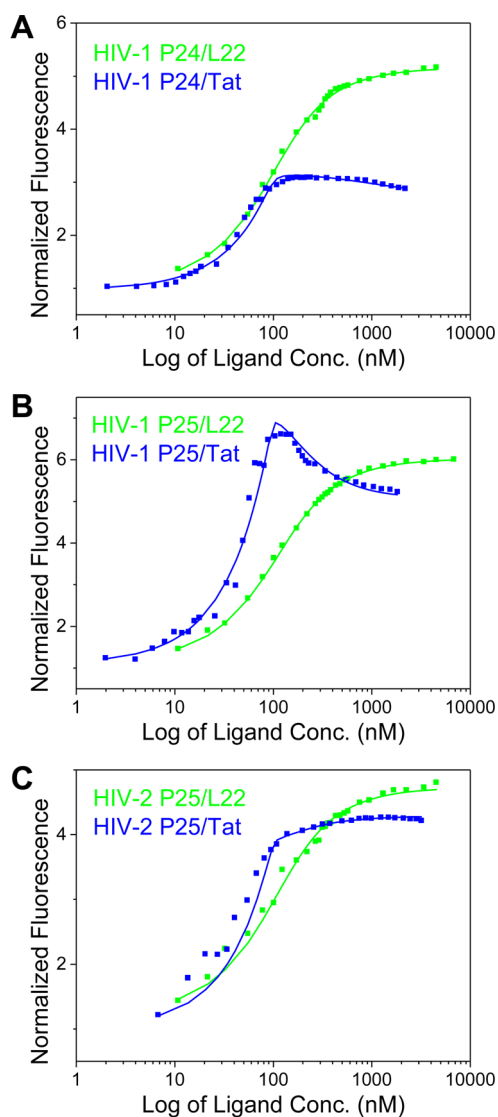 A
HIV-1 P24/L22
HIV-1 P24/Tat
Normalized Fluorescence
6
4
2
1 10 100 1000 10000
Log of Ligand Conc. (nM)
B
HIV-1 P25/L22
HIV-1 P25/Tat
Normalized Fluorescence
6
4
2
1 10 100 1000 10000
Log of Ligand Conc. (nM)
C
HIV-2 P25/L22
HIV-2 P25/Tat
Normalized Fluorescence
4
2
1 10 100 1000 10000
Log of Ligand Conc. (nM)